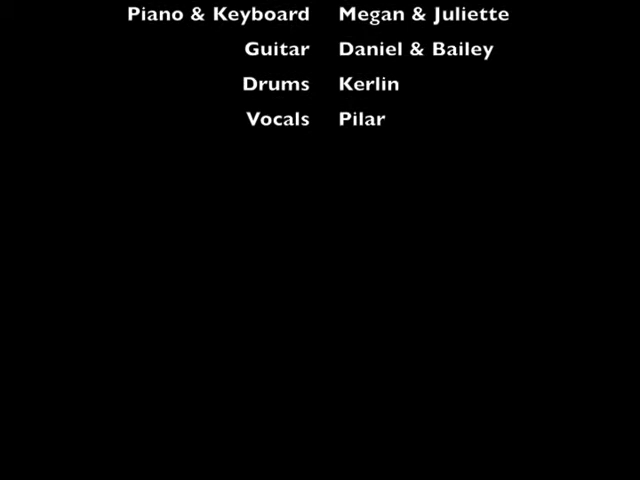 Piano & Keyboard Megan & Juliette
Guitar Daniel & Bailey
Drums Kerlin
Vocals Pilar